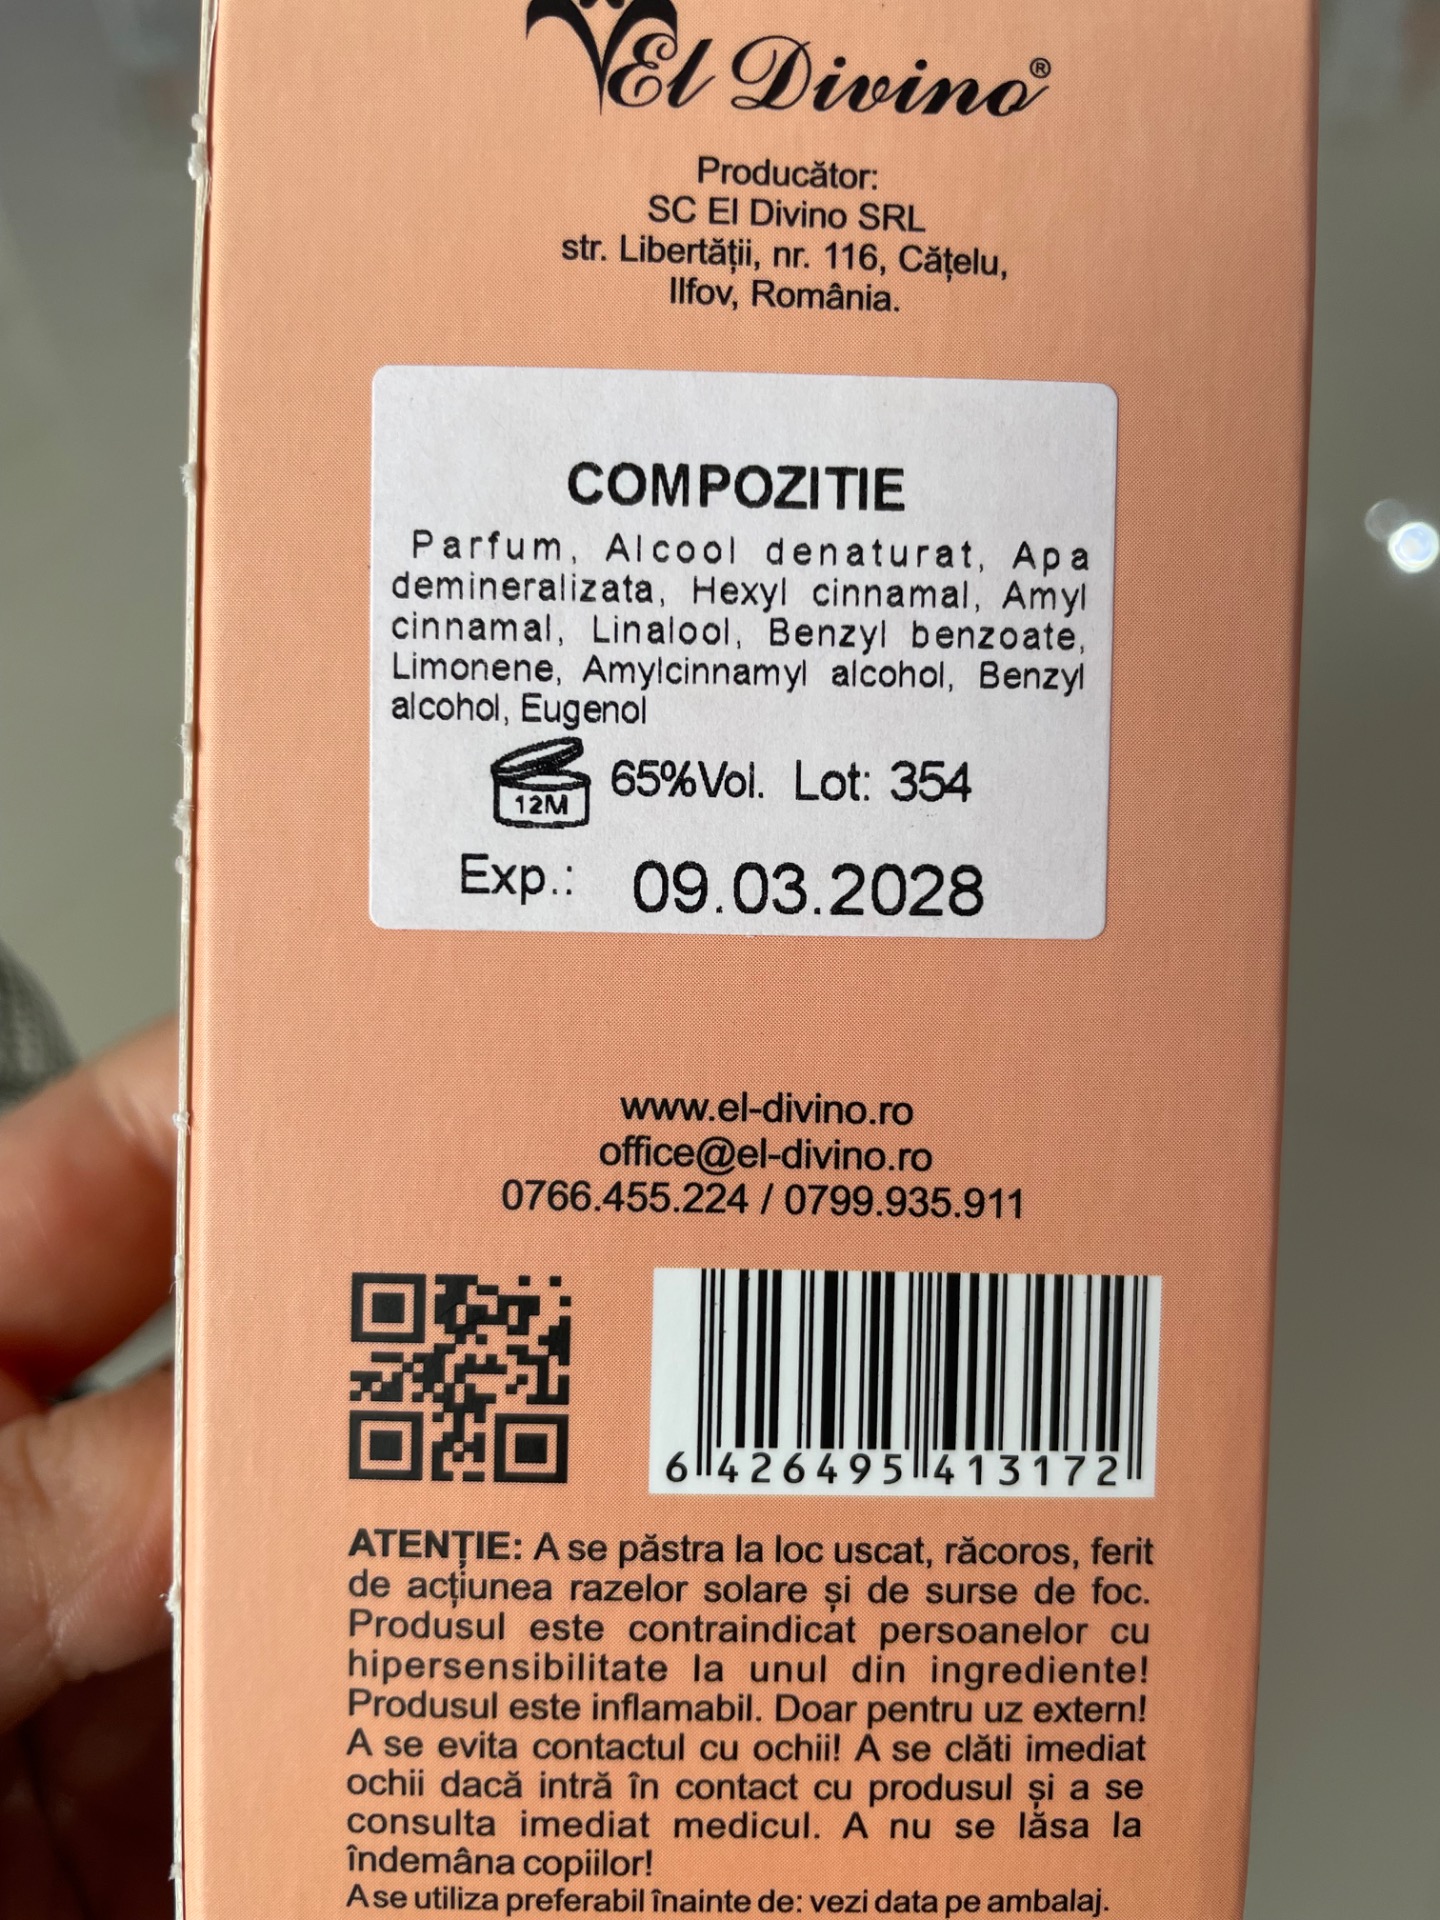 El Divino®
Producător:
SC El Divino SRL
str. Libertății, nr. 116, Cățelu,
Ilfov, România.
COMPOZITIE
Parfum, Alcool denaturat, Apa
demineralizata, Hexyl cinnamal, Amyl
cinnamal, Linalool, Benzyl benzoate,
Limonene, Amylcinnamyl alcohol, Benzyl
alcohol, Eugenol
12M 65%Vol. Lot: 354
Exp.: 09.03.2028
www.el-divino.ro
office@el-divino.ro
0766.455.224 / 0799.935.911
6 426495 413172
ATENȚIE: A se păstra la loc uscat, răcoros, ferit
de acțiunea razelor solare și de surse de foc.
Produsul este contraindicat persoanelor cu
hipersensibilitate la unul din ingrediente!
Produsul este inflamabil. Doar pentru uz extern!
A se evita contactul cu ochii! A se clăti imediat
ochii dacă intră în contact cu produsul și a se
consulta imediat medicul. A nu se lăsa la
îndemâna copiilor!
A se utiliza preferabil înainte de: vezi data pe ambalaj.